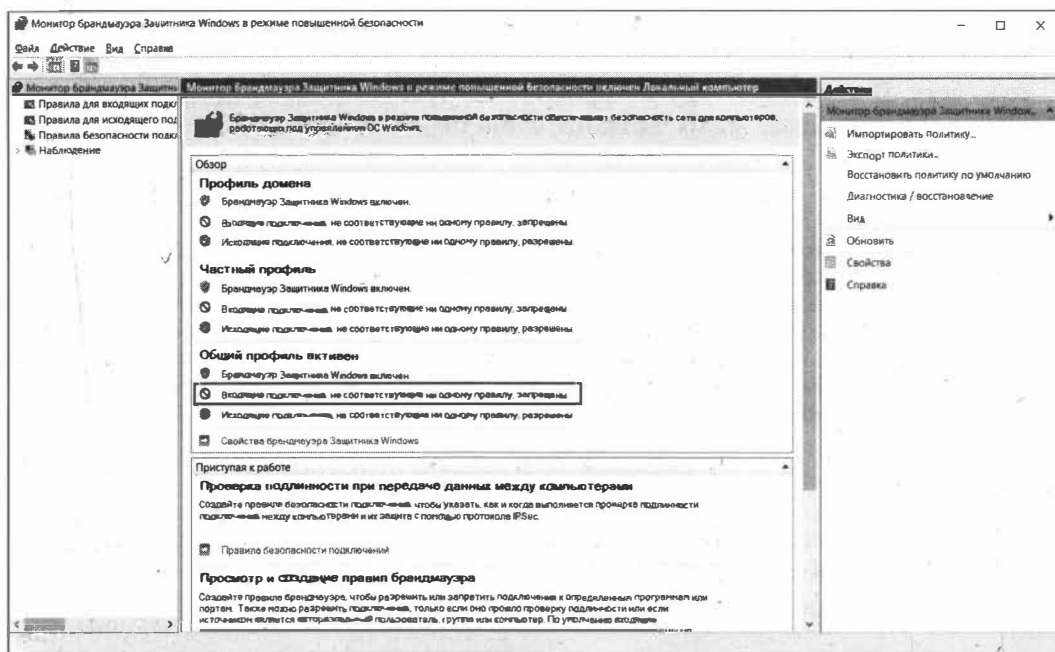 Монитор брандмауэра Защитника Windows в режиме повышенной безопасности
Файл Действие Вид Справка
Монитор брандмауэра Защитн
Правила для входящих подкл
Правила для исходящего под
Правила безопасности подкл
Наблюдение
Монитор брандмауэра Защитника Windows в режиме повышенной безопасности включен Локальный компьютер
Брандмауэр Защитника Windows в режиме повышенной безопасности обеспечивает безопасность сети для компьютеров,
работающих под управлением ОС Windows.
Обзор
Профиль домена
Брандмауэр Защитника Windows включен.
Входящие подключения, не соответствующие ни одному правилу, запрещены.
Исходящие подключения, не соответствующие ни одному правилу, разрешены.
Частный профиль
Брандмауэр Защитника Windows включен.
Входящие подключения, не соответствующие ни одному правилу, запрещены.
Исходящие подключения, не соответствующие ни одному правилу, разрешены.
Общий профиль активен
Брандмауэр Защитника Windows включен.
Входящие подключения, не соответствующие ни одному правилу, запрещены.
Исходящие подключения, не соответствующие ни одному правилу, разрешены.
Свойства брандмауэра Защитника Windows
Приступая к работе
Проверка подлинности при передаче данных между компьютерами
Создайте правила безопасности подключений, чтобы указать, как и когда выполняется проверка подлинности
подключений между компьютерами и их защита с помощью протокола IPSec.
Правила безопасности подключений
Просмотр и создание правил брандмауэра
Создайте правила брандмауэра, чтобы разрешить или запретить подключения к определенным программам или
портам. Также можно разрешить подключение, только если оно прошло проверку подлинности или если
источником является авторизованный пользователь, группа или компьютер. По умолчанию входящие
Действия
Монитор брандмауэра Защитника Window...
Импортировать политику...
Экспорт политики...
Восстановить политику по умолчанию
Диагностика / восстановление
Вид
Обновить
Свойства
Справка